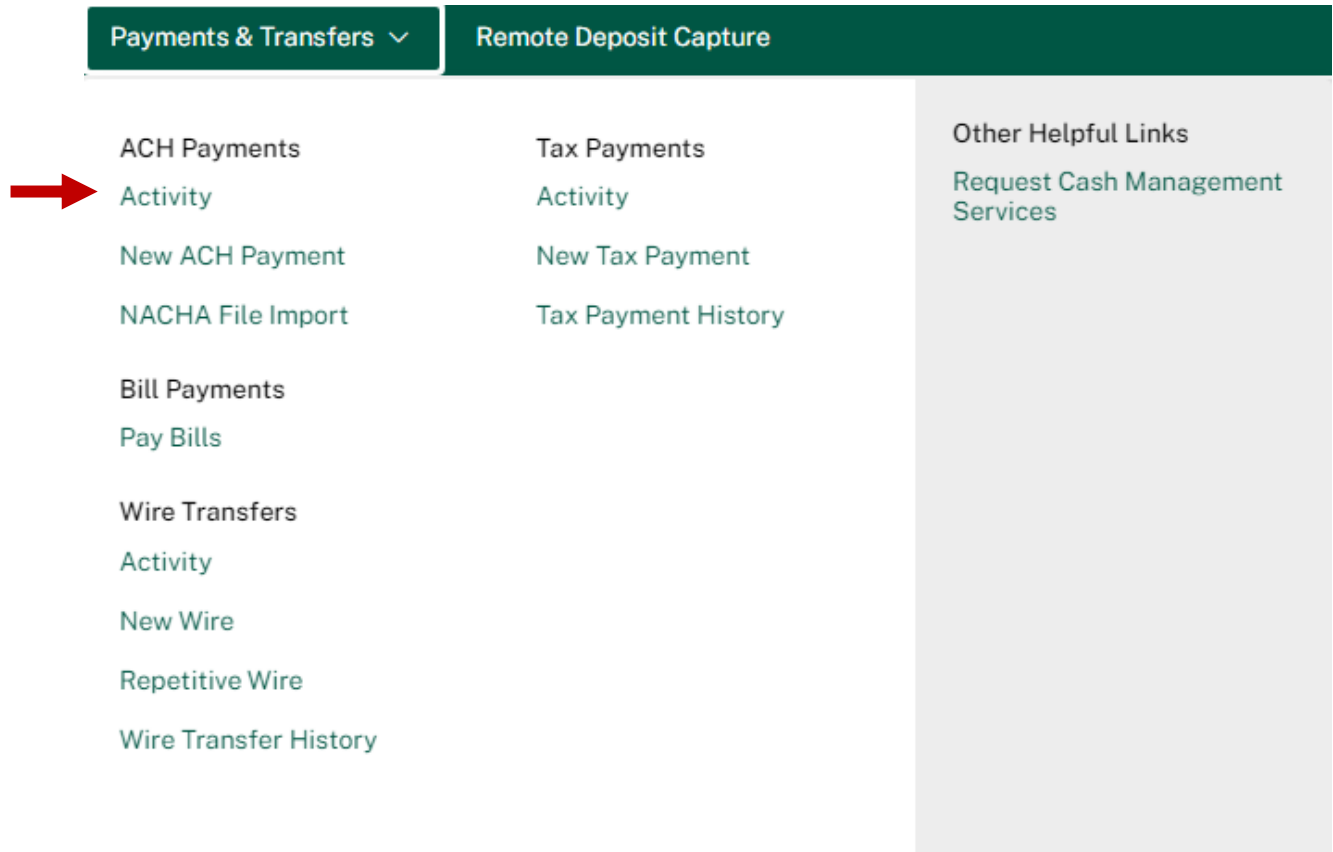 Payments & Transfers
Remote Deposit Capture
ACH Payments
Activity
New ACH Payment
NACHA File Import
Bill Payments
Pay Bills
Wire Transfers
Activity
New Wire
Repetitive Wire
Wire Transfer History
Tax Payments
Activity
New Tax Payment
Tax Payment History
Other Helpful Links
Request Cash Management
Services